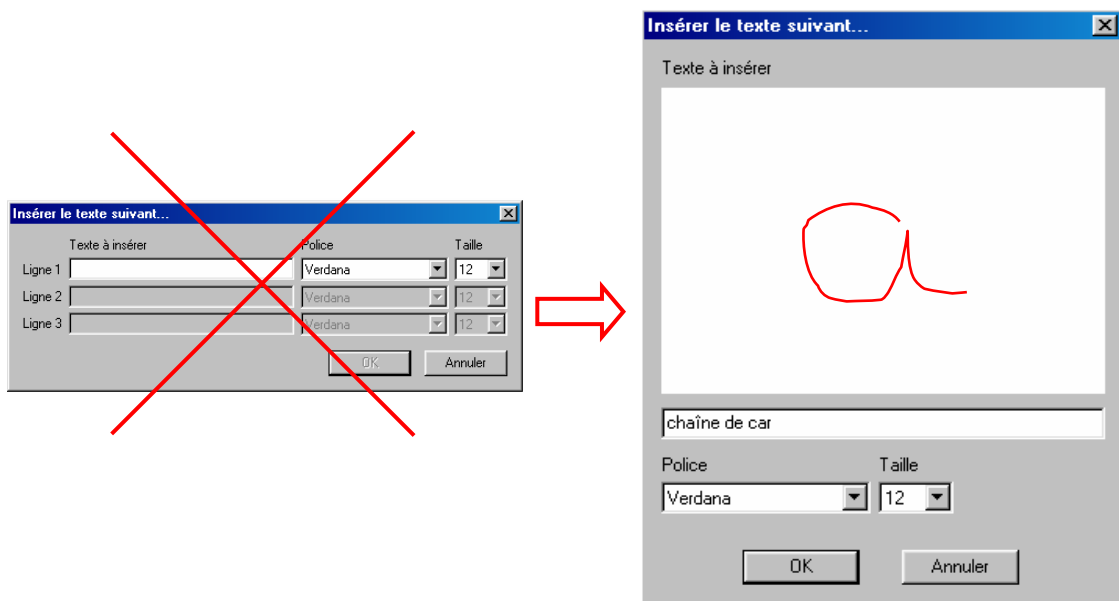 Insérer le texte suivant...
Texte à insérer Police Taille
Ligne 1 Verdana 12
Ligne 2 Verdana 12
Ligne 3 Verdana 12
OK Annuler
Insérer le texte suivant...
Texte à insérer
a
chaîne de car
Police Taille
Verdana 12
OK Annuler